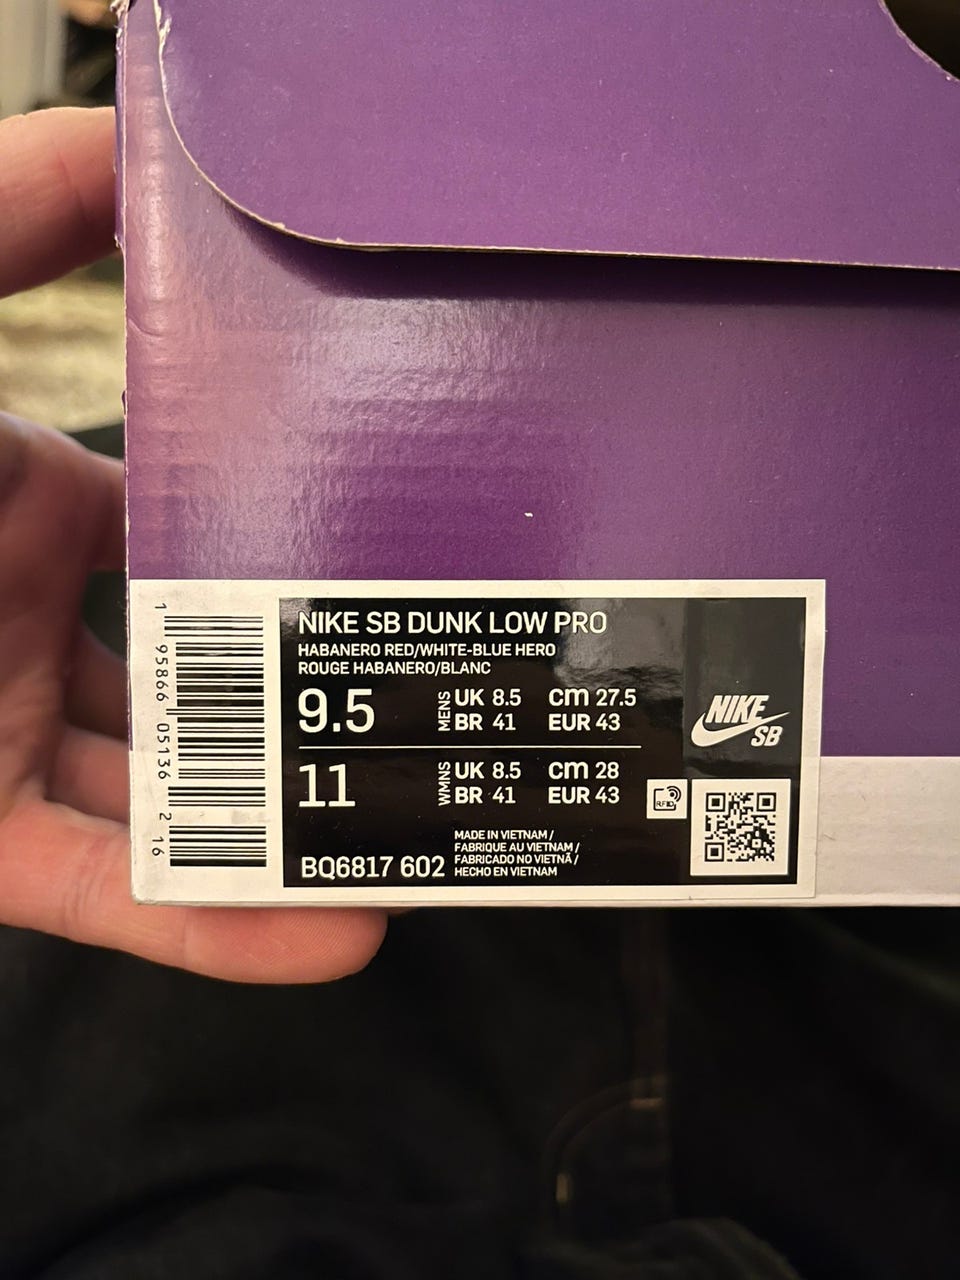 NIKE SB DUNK LOW PRO
HABANERO RED/WHITE-BLUE HERO
ROUGE HABANERO/BLANC
9.5 MENS UK 8.5 cm 27.5
BR 41 EUR 43
11 WMNS UK 8.5 cm 28
BR 41 EUR 43
BQ6817 602
MADE IN VIETNAM /
FABRIQUE AU VIETNAM /
FABRICADO NO VIETNÃ /
HECHO EN VIETNAM
NIKE
SB
RFID
1 95866 05136 2 16